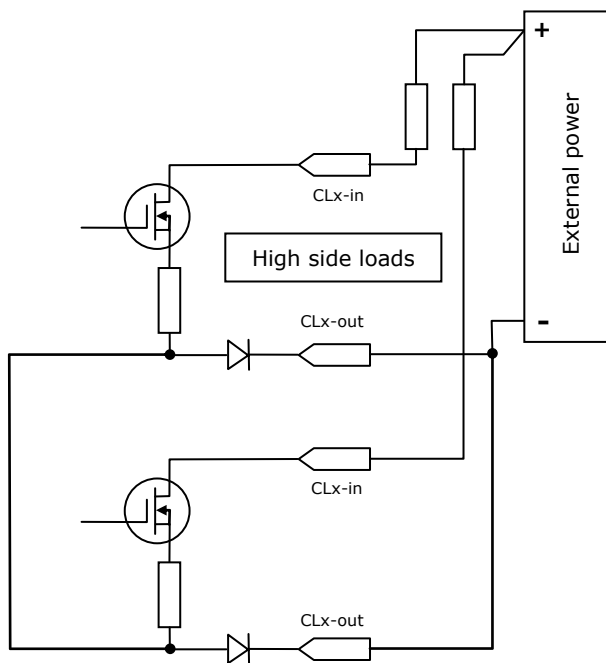 +
External power
CLx-in
High side loads
CLx-out
-
CLx-in
CLx-out